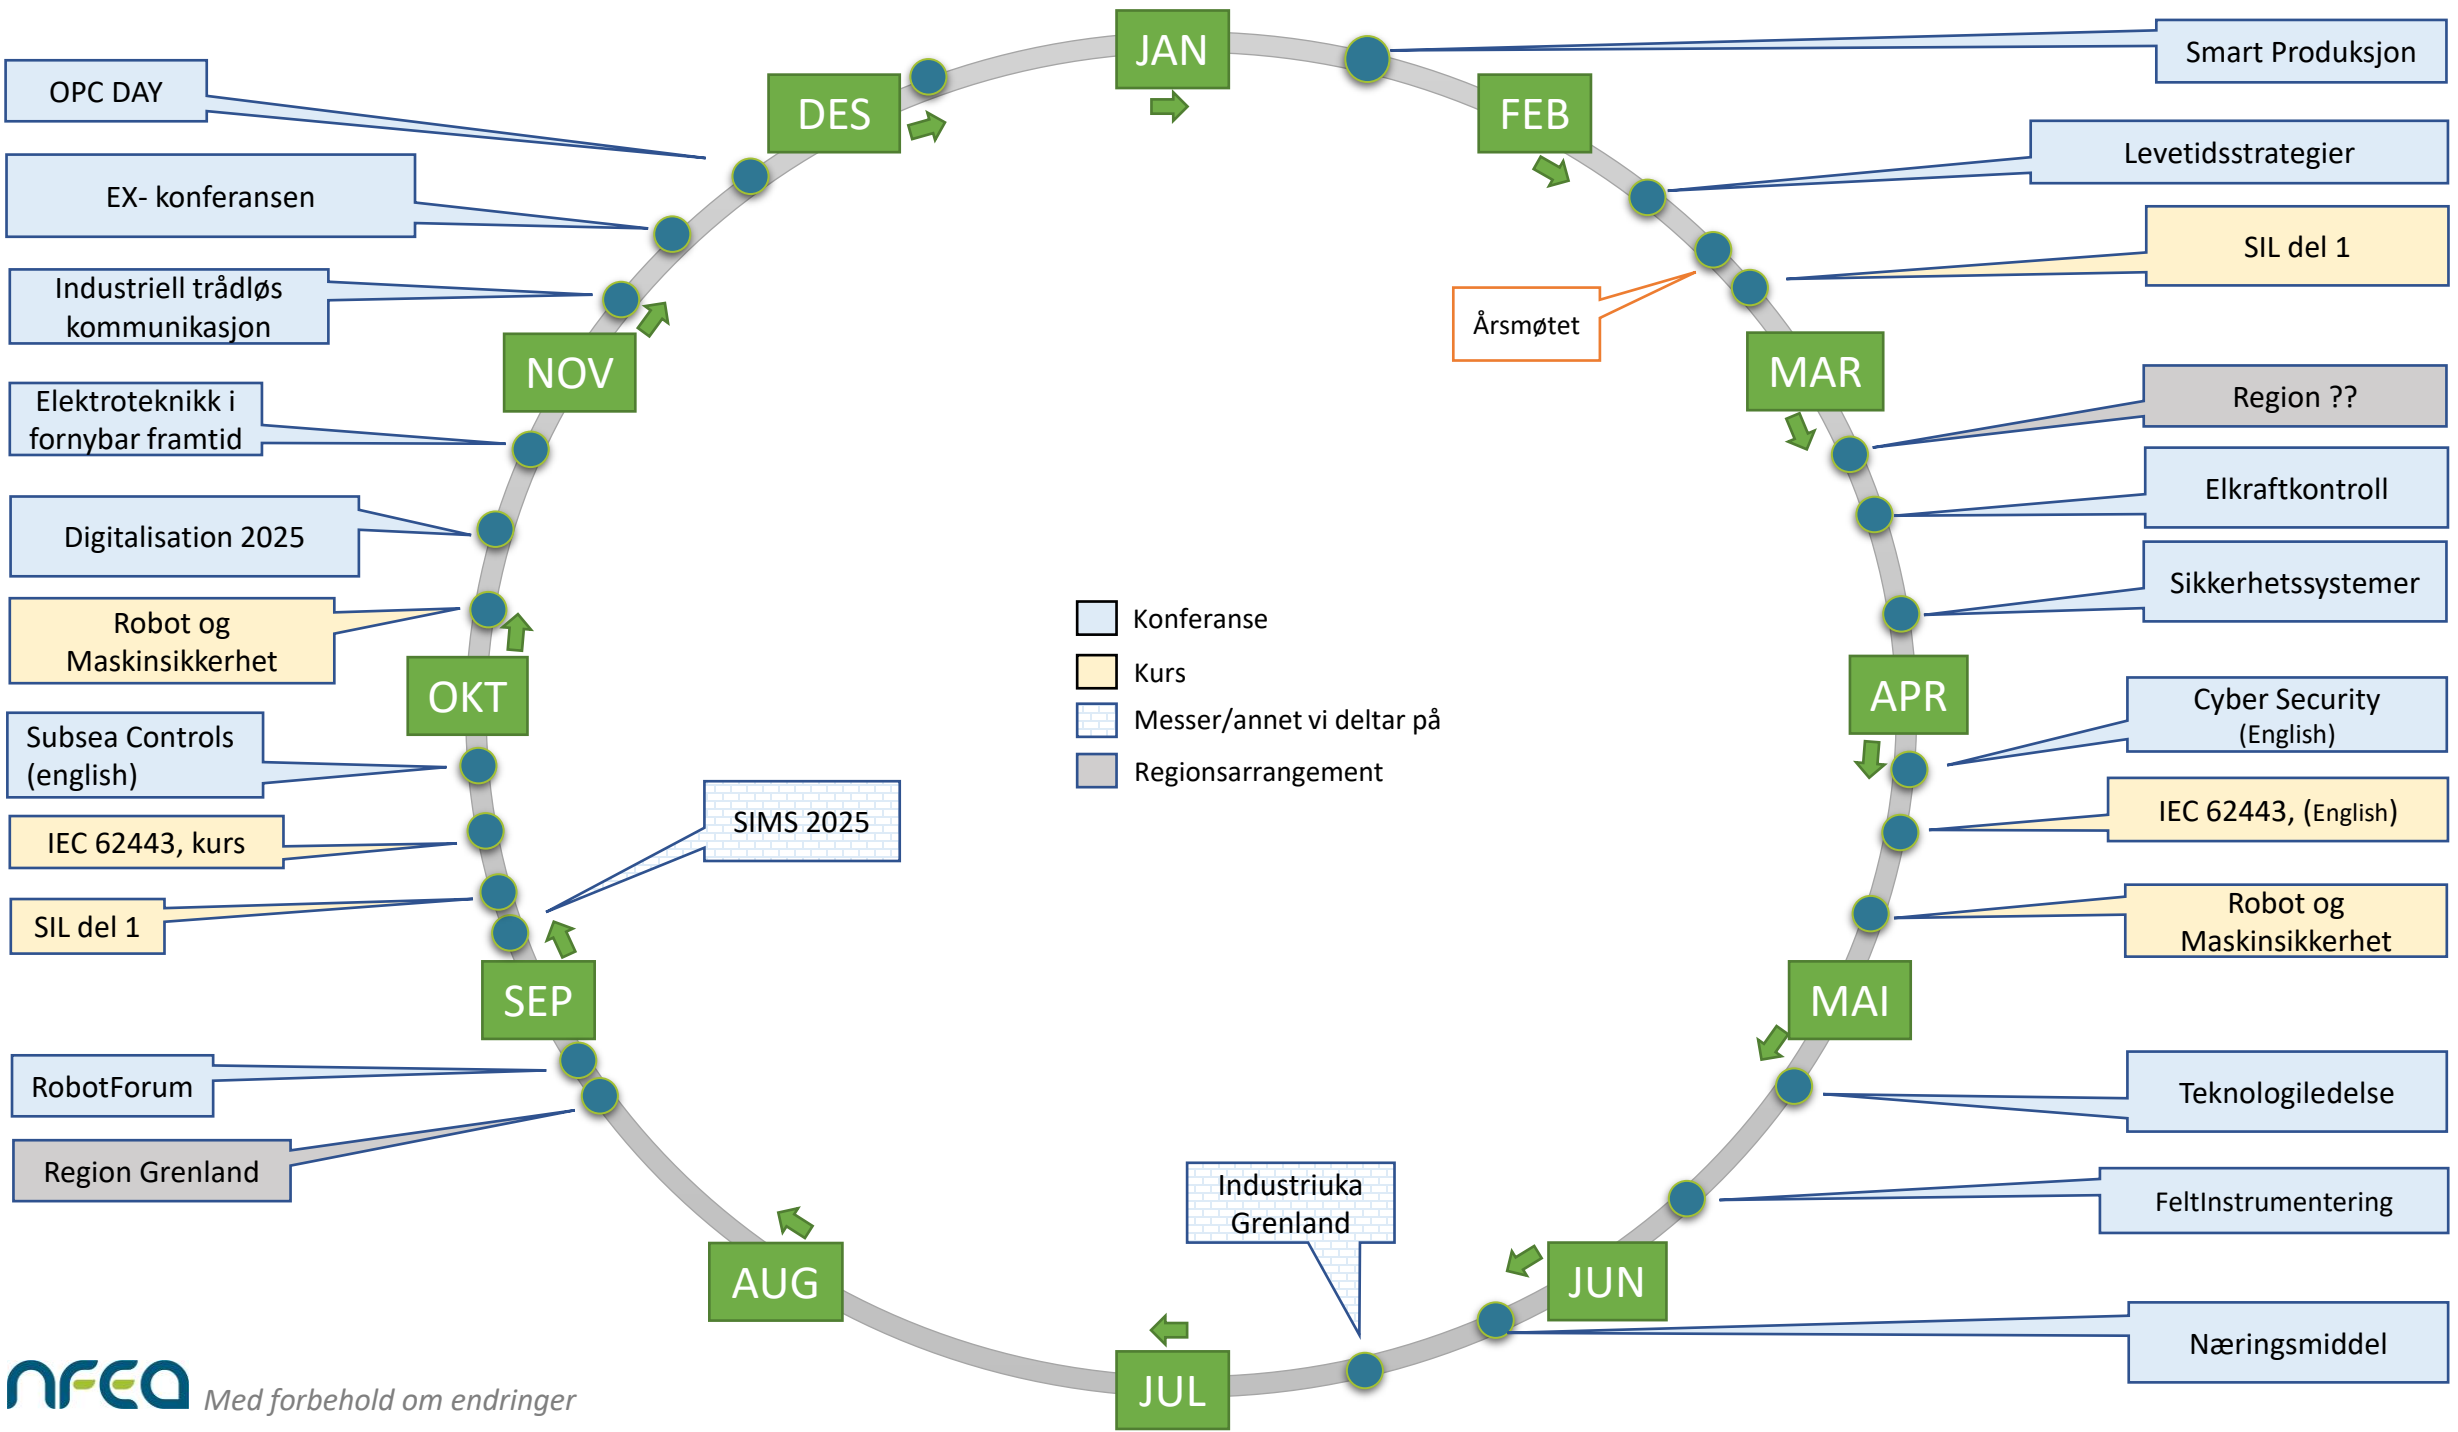 JAN
Smart Produksjon
FEB
Levetidsstrategier
SIL del 1
Årsmøtet
MAR
Region ??
Elkraftkontroll
Sikkerhetssystemer
APR
Cyber Security
(English)
IEC 62443, (English)
Robot og
Maskinsikkerhet
MAI
Teknologiledelse
FeltInstrumentering
JUN
Næringsmiddel
Industriuka
Grenland
JUL
AUG
Region Grenland
RobotForum
SEP
SIMS 2025
SIL del 1
IEC 62443, kurs
Subsea Controls
(english)
OKT
Robot og
Maskinsikkerhet
Digitalisation 2025
Elektroteknikk i
fornybar framtid
NOV
Industriell trådløs
kommunikasjon
EX- konferansen
OPC DAY
DES
Konferanse
Kurs
Messer/annet vi deltar på
Regionsarrangement
nfea
Med forbehold om endringer